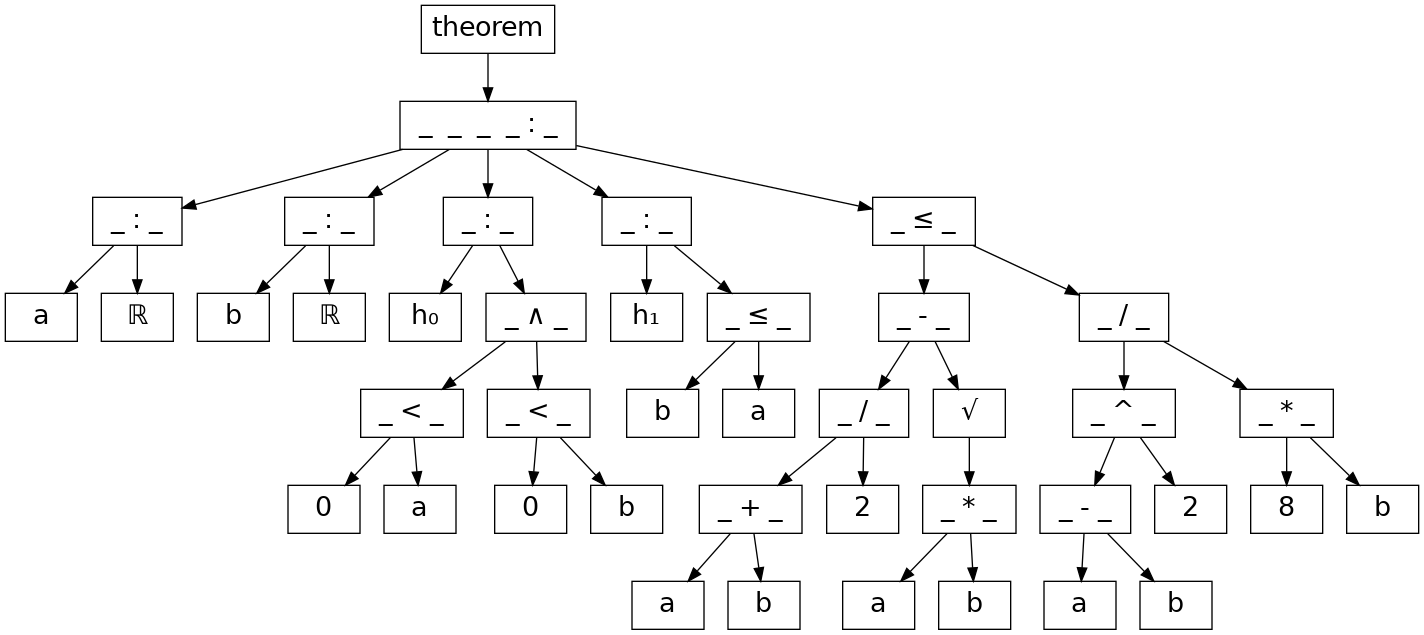 theorem
_ _ _ _ : _
_ : _ _ : _ _ : _ _ : _ _ ≤ _
a ℝ b ℝ h₀ _ ∧ _ h₁ _ ≤ _ _ - _ _ / _
_ < _ _ < _ b a _ / _ √ _ ^ _ _ * _
0 a 0 b _ + _ 2 _ * _ _ - _ 2 8 b
a b a b a b